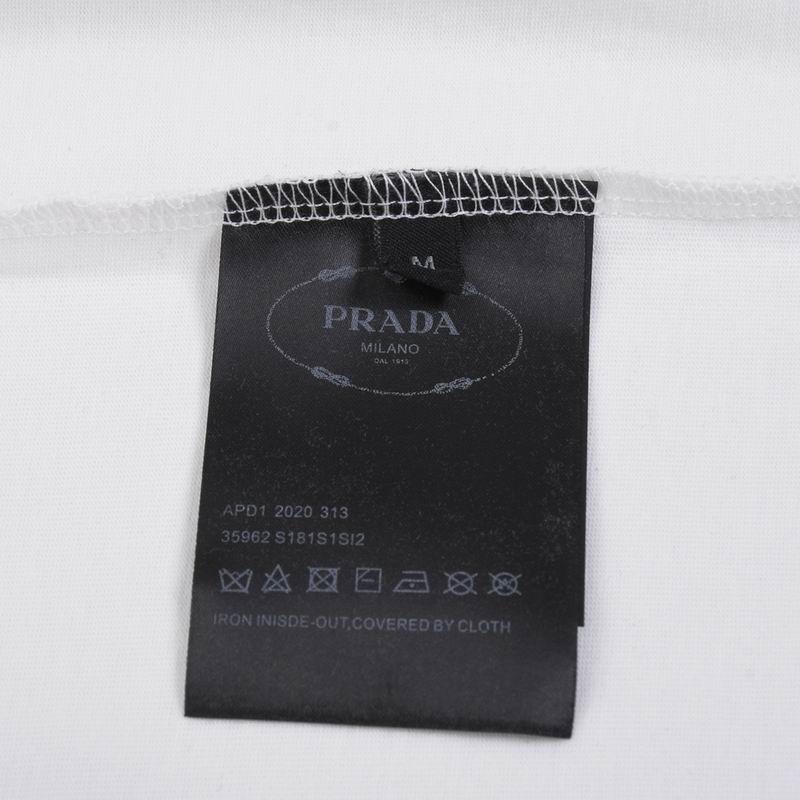 M
PRADA
MILANO
DAL 1913
APD1 2020 313
35962 S181S1SI2
IRON INISDE-OUT,COVERED BY CLOTH